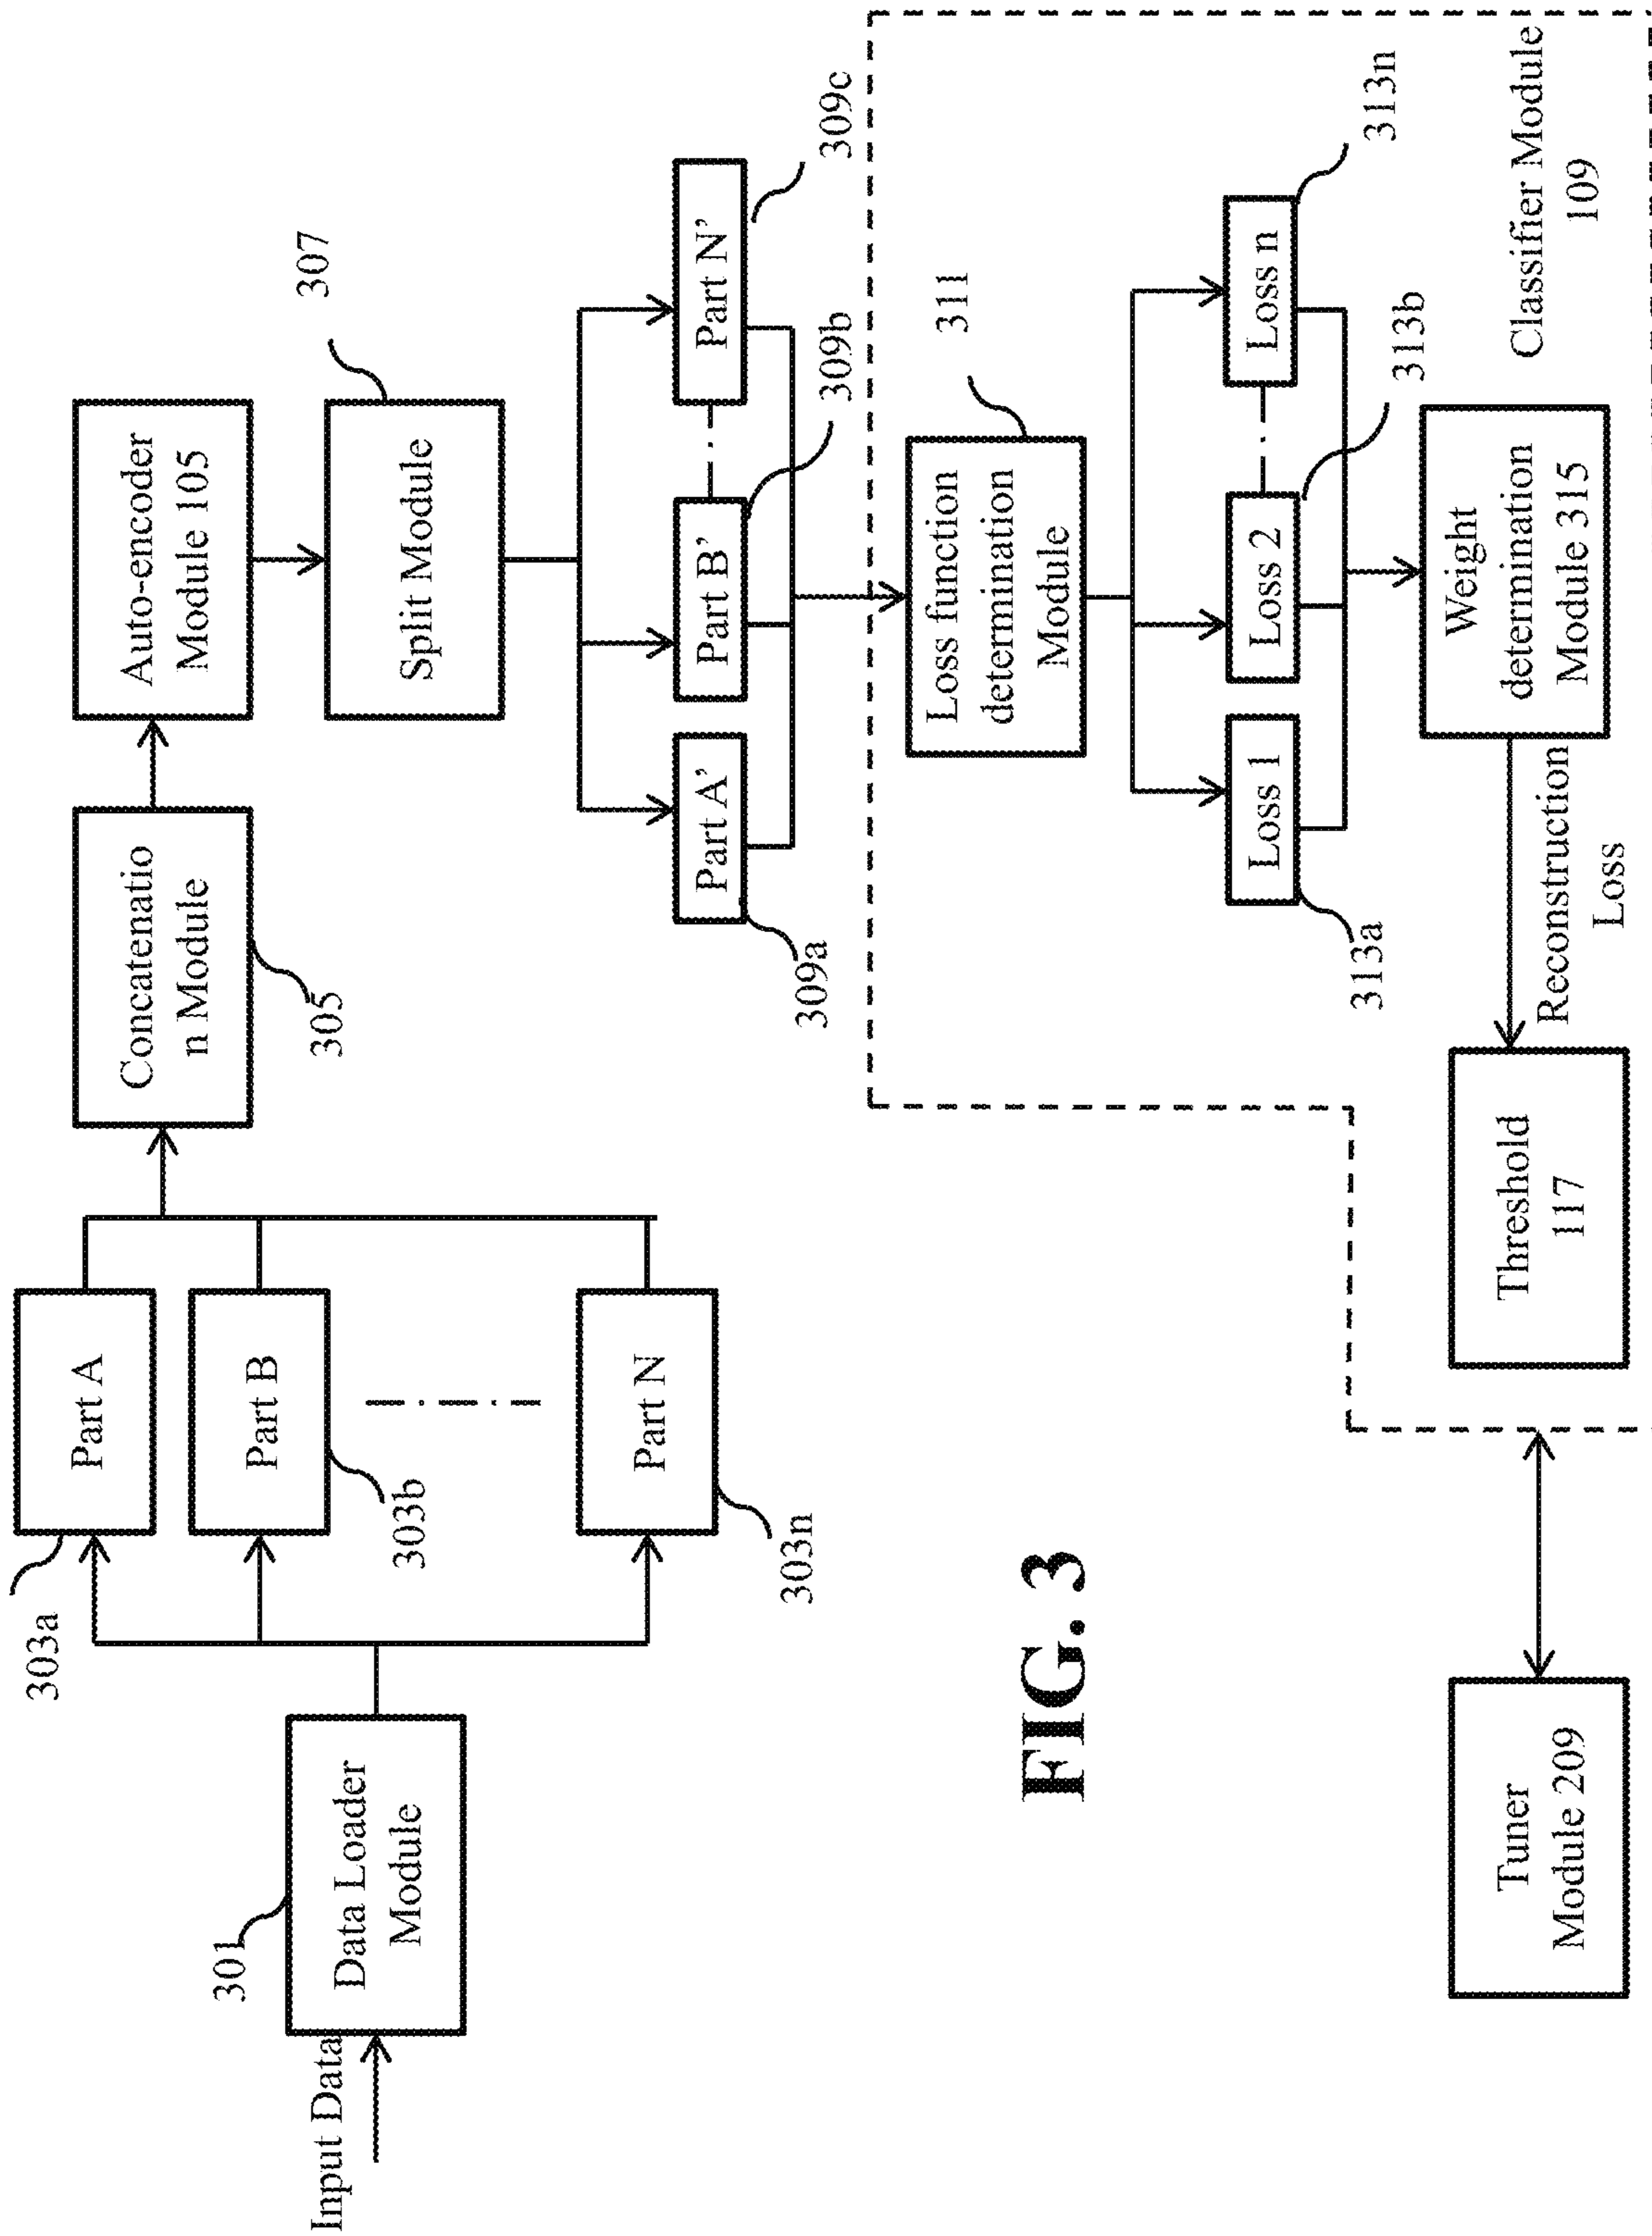 Input Data
301
Data Loader
Module
303a
Part A
Part B
303b
Part N
303n
Concatenatio
n Module
305
Auto-encoder
Module 105
307
Split Module
Part A'
309a
Part B'
309b
Part N'
309c
311
Loss function
determination
Module
Loss 1
313a
Loss 2
313b
Loss n
313n
Weight
determination
Module 315
Reconstruction
Loss
Threshold
117
Classifier Module
109
Tuner
Module 209
FIG. 3